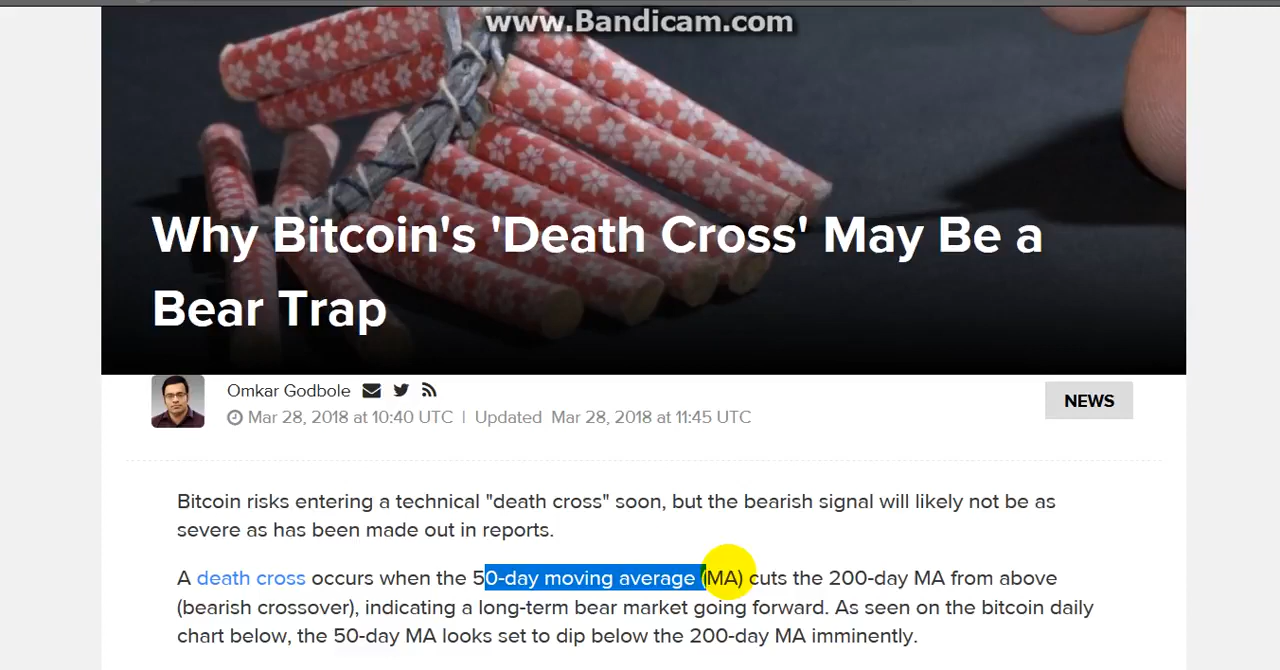 www.Bandicam.com
Why Bitcoin's 'Death Cross' May Be a
Bear Trap
Omkar Godbole
Mar 28, 2018 at 10:40 UTC | Updated Mar 28, 2018 at 11:45 UTC
NEWS
Bitcoin risks entering a technical "death cross" soon, but the bearish signal will likely not be as
severe as has been made out in reports.
A death cross occurs when the 50-day moving average (MA) cuts the 200-day MA from above
(bearish crossover), indicating a long-term bear market going forward. As seen on the bitcoin daily
chart below, the 50-day MA looks set to dip below the 200-day MA imminently.